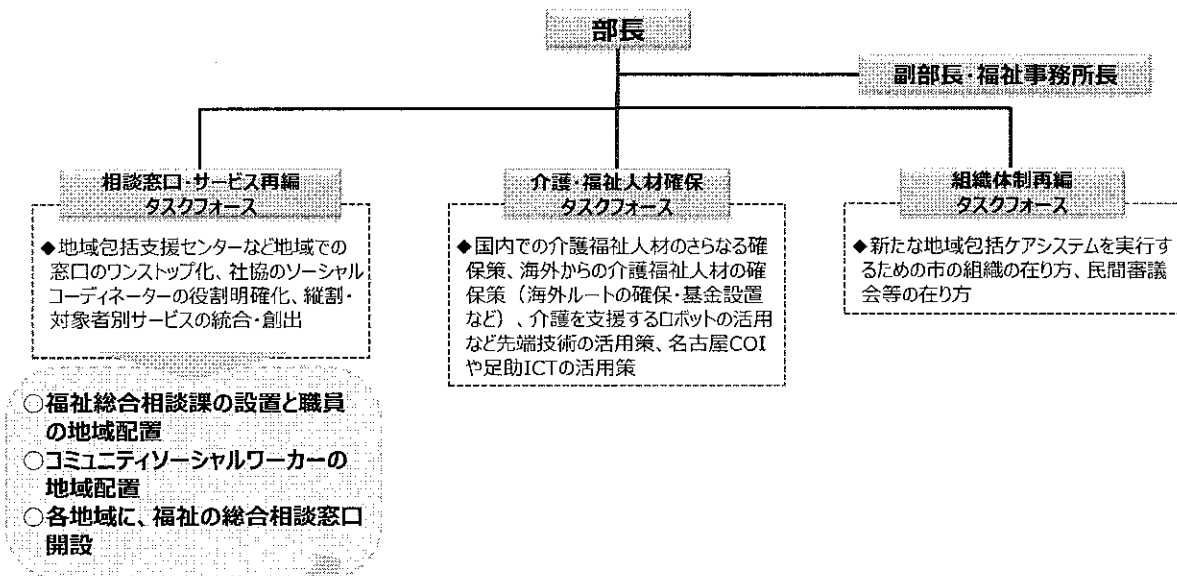 部長
副部長・福祉事務所長
相談窓口・サービス再編
タスクフォース
◆地域包括支援センターなど地域での
窓口のワンストップ化、社協のソーシャル
コーディネーターの役割明確化、縦割・
対象者別サービスの統合・創出
○福祉総合相談課の設置と職員
の地域配置
○コミュニティソーシャルワーカーの
地域配置
○各地域に、福祉の総合相談窓口
開設
介護・福祉人材確保
タスクフォース
◆国内での介護福祉人材のさらなる確
保策、海外からの介護福祉人材の確
保策（海外ルートの確保・基金設置
など）、介護を支援するロボットの活用
など先端技術の活用策、名古屋COI
や足助ICTの活用策
組織体制再編
タスクフォース
◆新たな地域包括ケアシステムを実行す
るための市の組織の在り方、民間審議
会等の在り方